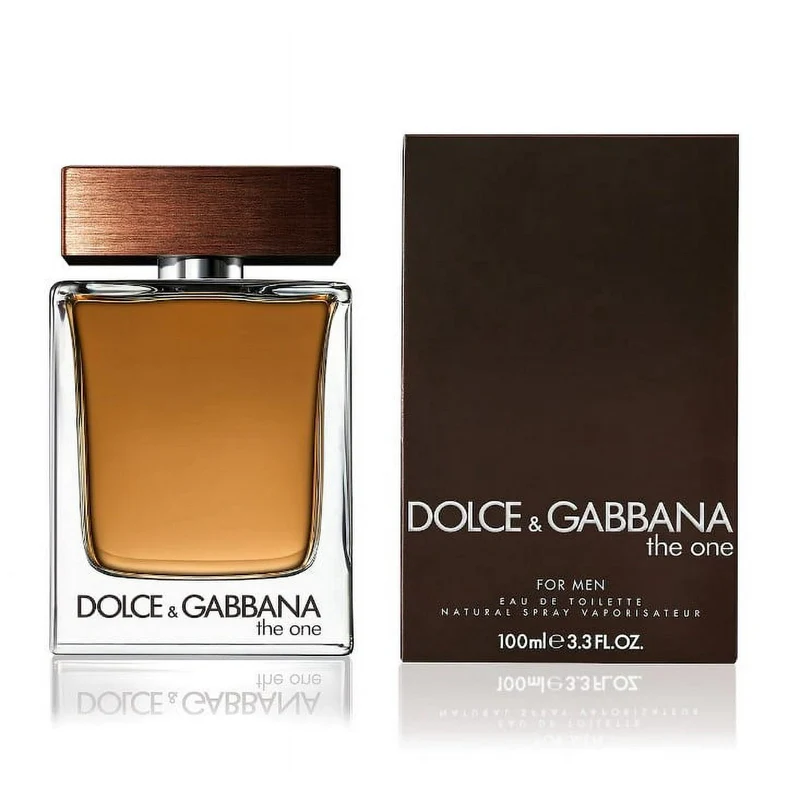 DOLCE & GABBANA
the one
DOLCE & GABBANA
the one
FOR MEN
EAU DE TOILETTE
NATURAL SPRAY VAPORISATEUR
100ml e 3.3 FL.OZ.